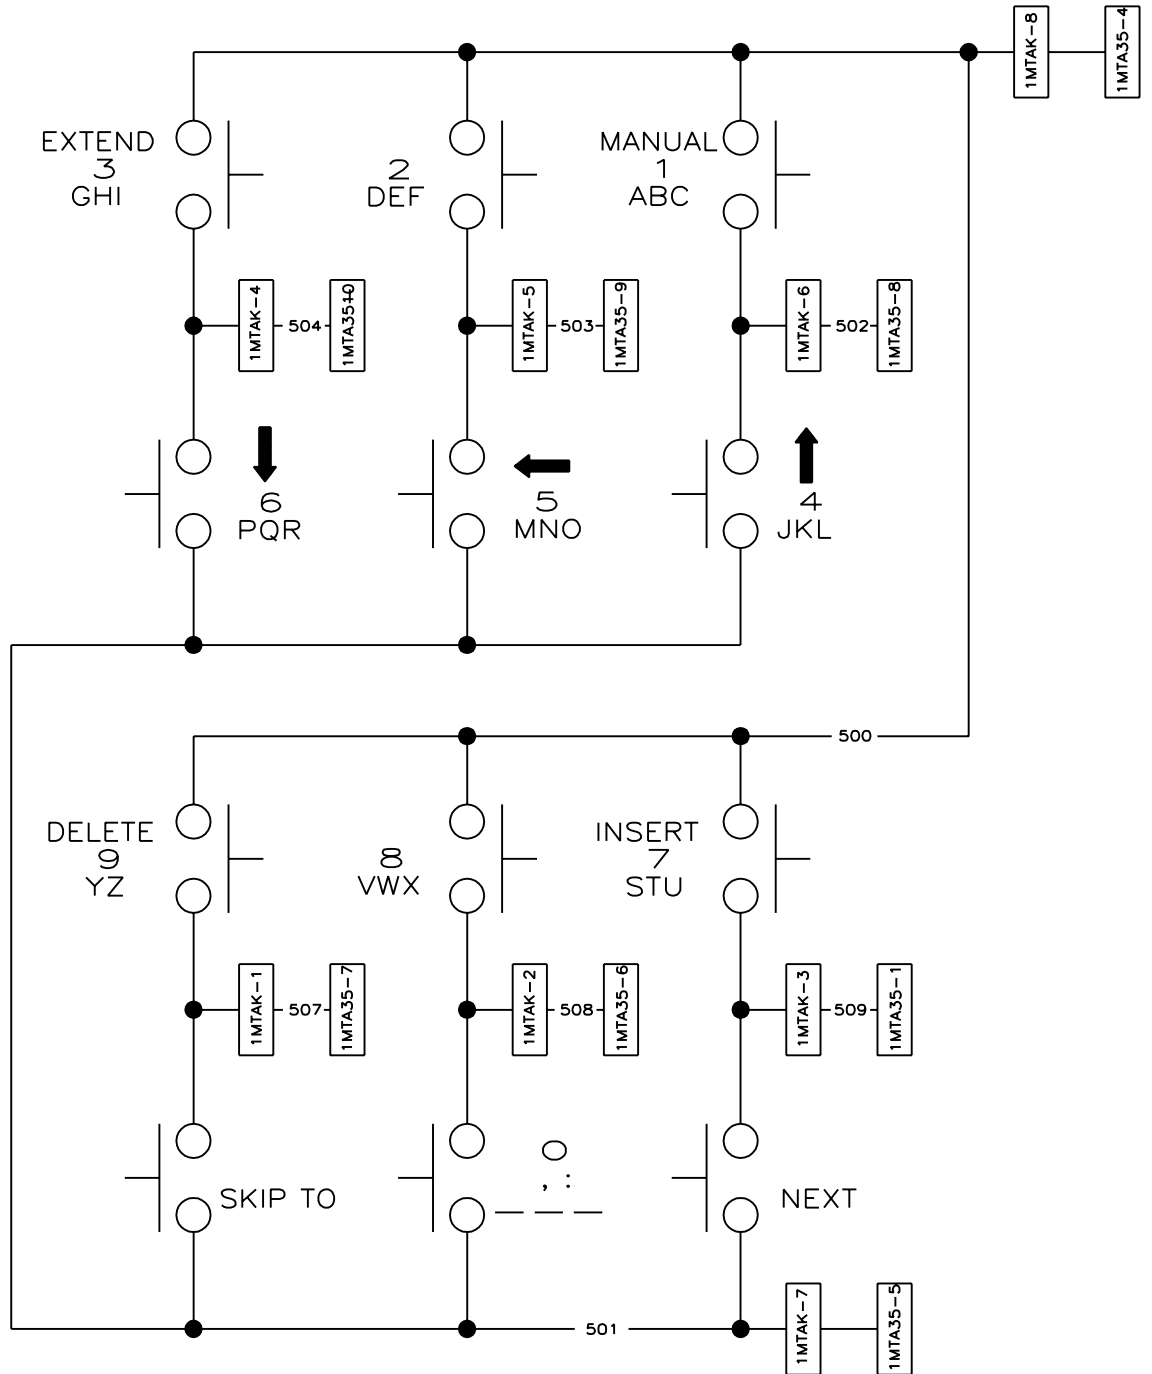 1MTAK-8
1MTA35-4
EXTEND
3
GHI
2
DEF
MANUAL
1
ABC
1MTAK-4
504
1MTA35-10
1MTAK-5
503
1MTA35-9
1MTAK-6
502
1MTA35-8
6
PQR
5
MNO
4
JKL
500
DELETE
9
YZ
8
VWX
INSERT
7
STU
1MTAK-1
507
1MTA35-7
1MTAK-2
508
1MTA35-6
1MTAK-3
509
1MTA35-1
SKIP TO
0
, :
_ _ _
NEXT
501
1MTAK-7
1MTA35-5